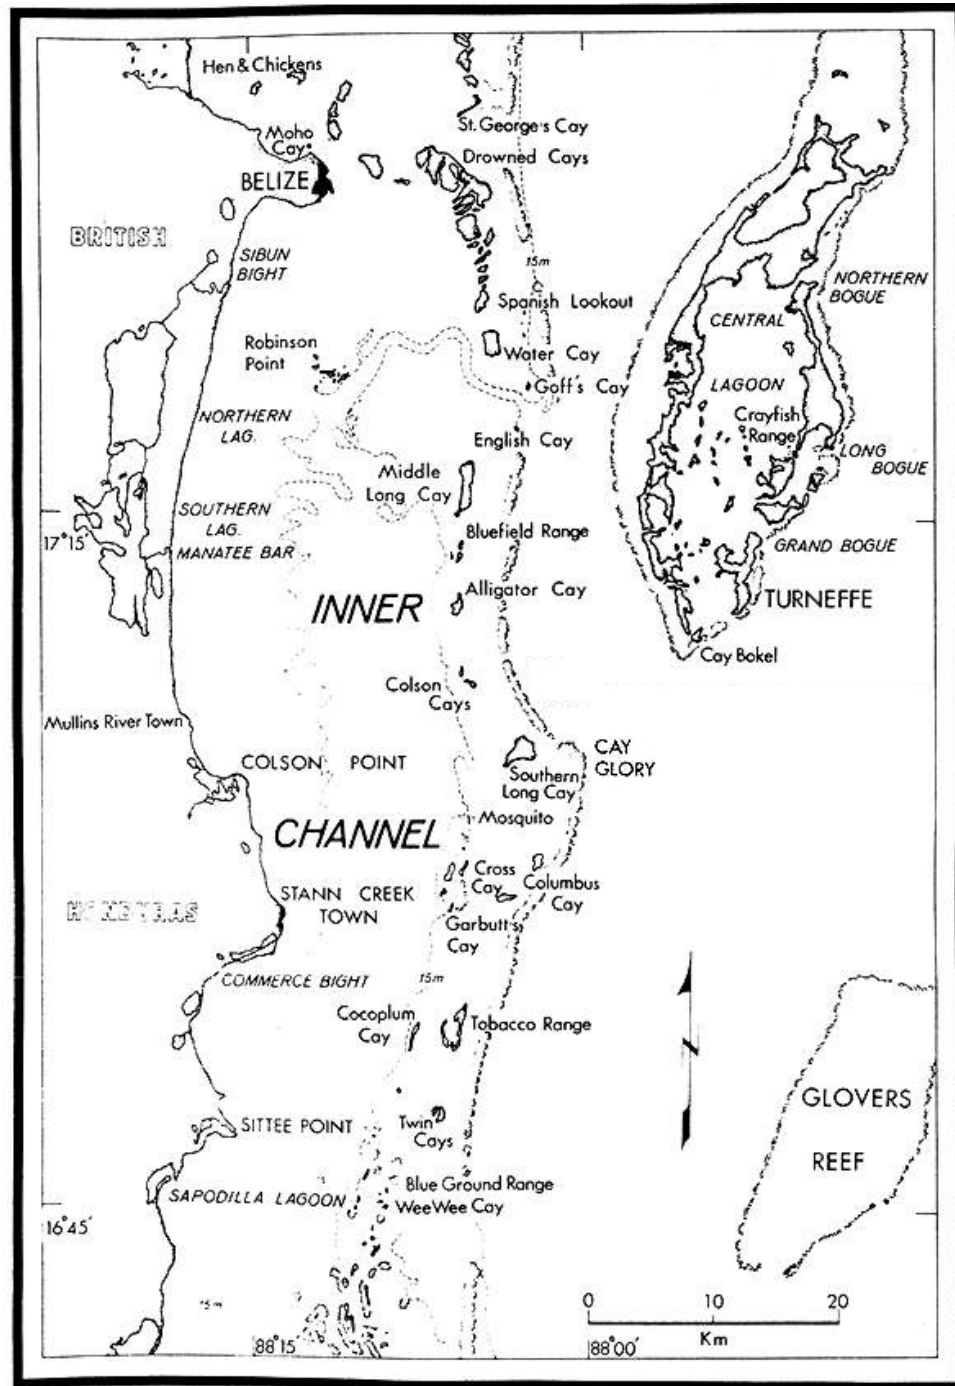 Hen & Chickens
St. George's Cay
Moho
Cay
Drowned Cays
BELIZE
BRITISH
SIBUN
BIGHT
15m
Spanish Lookout
NORTHERN
BOGUE
CENTRAL
Robinson
Point
Water Cay
Goff's Cay
LAGOON
NORTHERN
LAG.
English Cay
Crayfish
Range
LONG
BOGUE
Middle
Long Cay
SOUTHERN
LAG.
17°15'
MANATEE BAR
Bluefield Range
GRAND BOGUE
INNER
Alligator Cay
TURNEFFE
Cay Bokel
Colson
Cays
Mullins River Town
COLSON POINT
CAY
GLORY
Southern
Long Cay
CHANNEL
Mosquito
Cross
Cay
Columbus
Cay
STANN CREEK
TOWN
HONDURAS
Garbutt's
Cay
COMMERCE BIGHT
15m
Cocoplum
Cay
Tobacco Range
GLOVERS
REEF
SITTEE POINT
Twin
Cays
Blue Ground Range
SAPODILLA LAGOON
WeeWee Cay
16°45'
15m
0 10 20
Km
88°15'
88°00'